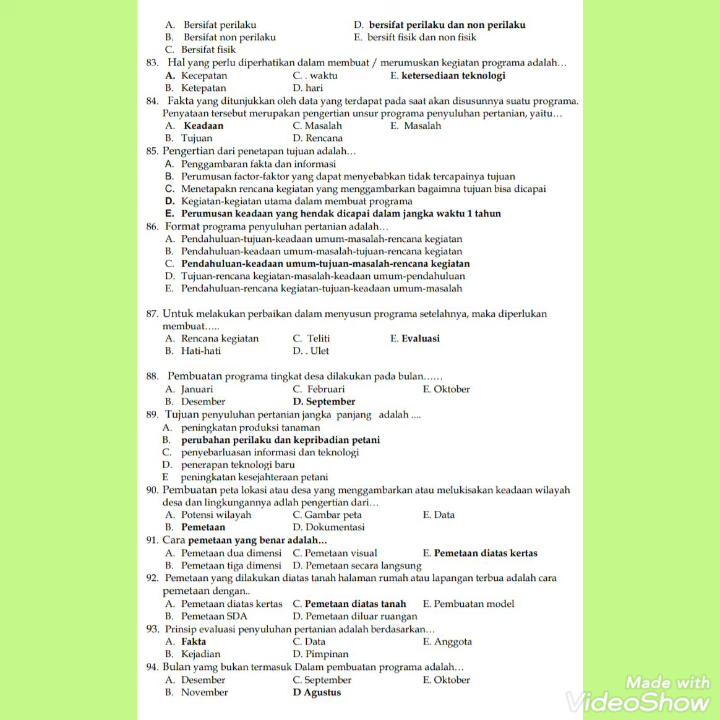 A. Bersifat perilaku D. bersifat perilaku dan non perilaku
B. Bersifat non perilaku E. bersift fisik dan non fisik
C. Bersifat fisik
83. Hal yang perlu diperhatikan dalam membuat / merumuskan kegiatan programa adalah…
A. Kecepatan C. . waktu E. ketersediaan teknologi
B. Ketepatan D. hari
84. Fakta yang ditunjukkan oleh data yang terdapat pada saat akan disusunnya suatu programa.
Penyataan tersebut merupakan pengertian unsur programa penyuluhan pertanian, yaitu…
A. Keadaan C. Masalah E. Masalah
B. Tujuan D. Rencana
85. Pengertian dari penetapan tujuan adalah…
A. Penggambaran fakta dan informasi
B. Perumusan factor-faktor yang dapat menyebabkan tidak tercapainya tujuan
C. Menetapakn rencana kegiatan yang menggambarkan bagaimna tujuan bisa dicapai
D. Kegiatan-kegiatan utama dalam membuat programa
E. Perumusan keadaan yang hendak dicapai dalam jangka waktu 1 tahun
86. Format programa penyuluhan pertanian adalah…
A. Pendahuluan-tujuan-keadaan umum-masalah-rencana kegiatan
B. Pendahuluan-keadaan umum-masalah-tujuan-rencana kegiatan
C. Pendahuluan-keadaan umum-tujuan-masalah-rencana kegiatan
D. Tujuan-rencana kegiatan-masalah-keadaan umum-pendahuluan
E. Pendahuluan-rencana kegiatan-tujuan-keadaan umum-masalah
87. Untuk melakukan perbaikan dalam menyusun programa setelahnya, maka diperlukan
membuat…..
A. Rencana kegiatan C. Teliti E. Evaluasi
B. Hati-hati D. . Ulet
88. Pembuatan programa tingkat desa dilakukan pada bulan……
A. Januari C. Februari E. Oktober
B. Desember D. September
89. Tujuan penyuluhan pertanian jangka panjang adalah ....
A. peningkatan produksi tanaman
B. perubahan perilaku dan kepribadian petani
C. penyebarluasan informasi dan teknologi
D. penerapan teknologi baru
E peningkatan kesejahteraan petani
90. Pembuatan peta lokasi atau desa yang menggambarkan atau melukisakan keadaan wilayah
desa dan lingkungannya adlah pengertian dari…
A. Potensi wilayah C. Gambar peta E. Data
B. Pemetaan D. Dokumentasi
91. Cara pemetaan yang benar adalah…
A. Pemetaan dua dimensi C. Pemetaan visual E. Pemetaan diatas kertas
B. Pemetaan tiga dimensi D. Pemetaan secara langsung
92. Pemetaan yang dilakukan diatas tanah halaman rumah atau lapangan terbua adalah cara
pemetaan dengan..
A. Pemetaan diatas kertas C. Pemetaan diatas tanah E. Pembuatan model
B. Pemetaan SDA D. Pemetaan diluar ruangan
93. Prinsip evaluasi penyuluhan pertanian adalah berdasarkan…
A. Fakta C. Data E. Anggota
B. Kejadian D. Pimpinan
94. Bulan yamg bukan termasuk Dalam pembuatan programa adalah…
A. Desember C. September E. Oktober
B. November D Agustus
Made with
VideoShow